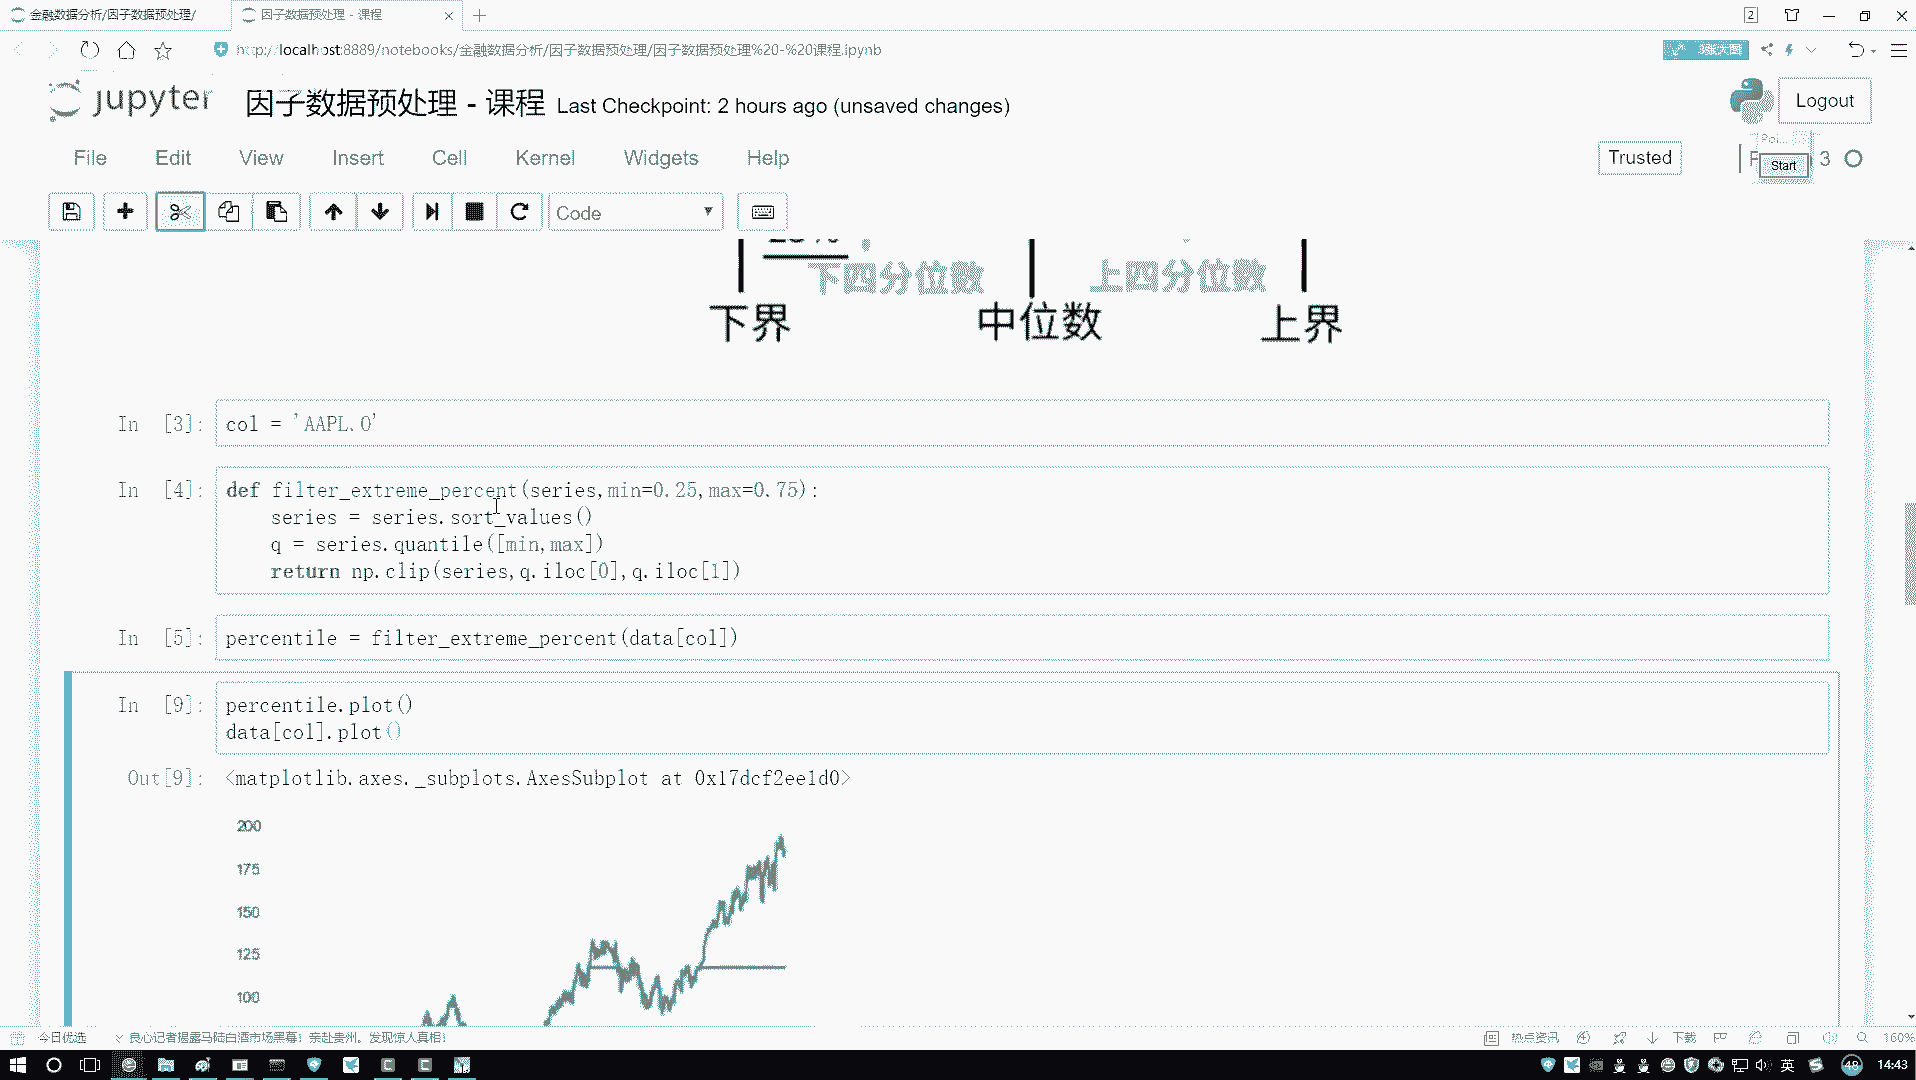 金融数据分析/因子数据预处理/
因子数据预处理 - 课程
2
http://localhost:8889/notebooks/金融数据分析/因子数据预处理/因子数据预处理%20-%20课程.ipynb
jupyter
因子数据预处理 - 课程 Last Checkpoint: 2 hours ago (unsaved changes)
Logout
File Edit View Insert Cell Kernel Widgets Help
Trusted
Start
3
Code
下四分位数
上四分位数
下界
中位数
上界
In [3]: col = 'AAPL.O'
In [4]: def filter_extreme_percent(series,min=0.25,max=0.75):
series = series.sort_values()
q = series.quantile([min,max])
return np.clip(series,q.iloc[0],q.iloc[1])
In [5]: percentile = filter_extreme_percent(data[col])
In [9]: percentile.plot()
data[col].plot()
Out[9]: <matplotlib.axes._subplots.AxesSubplot at 0x17dcf2ee1d0>
200
175
150
125
100
今日优选
良心记者揭露马陆白酒市场黑幕！亲赴贵州。发现惊人真相！
热点资讯
下载
160%
英
48
14:43